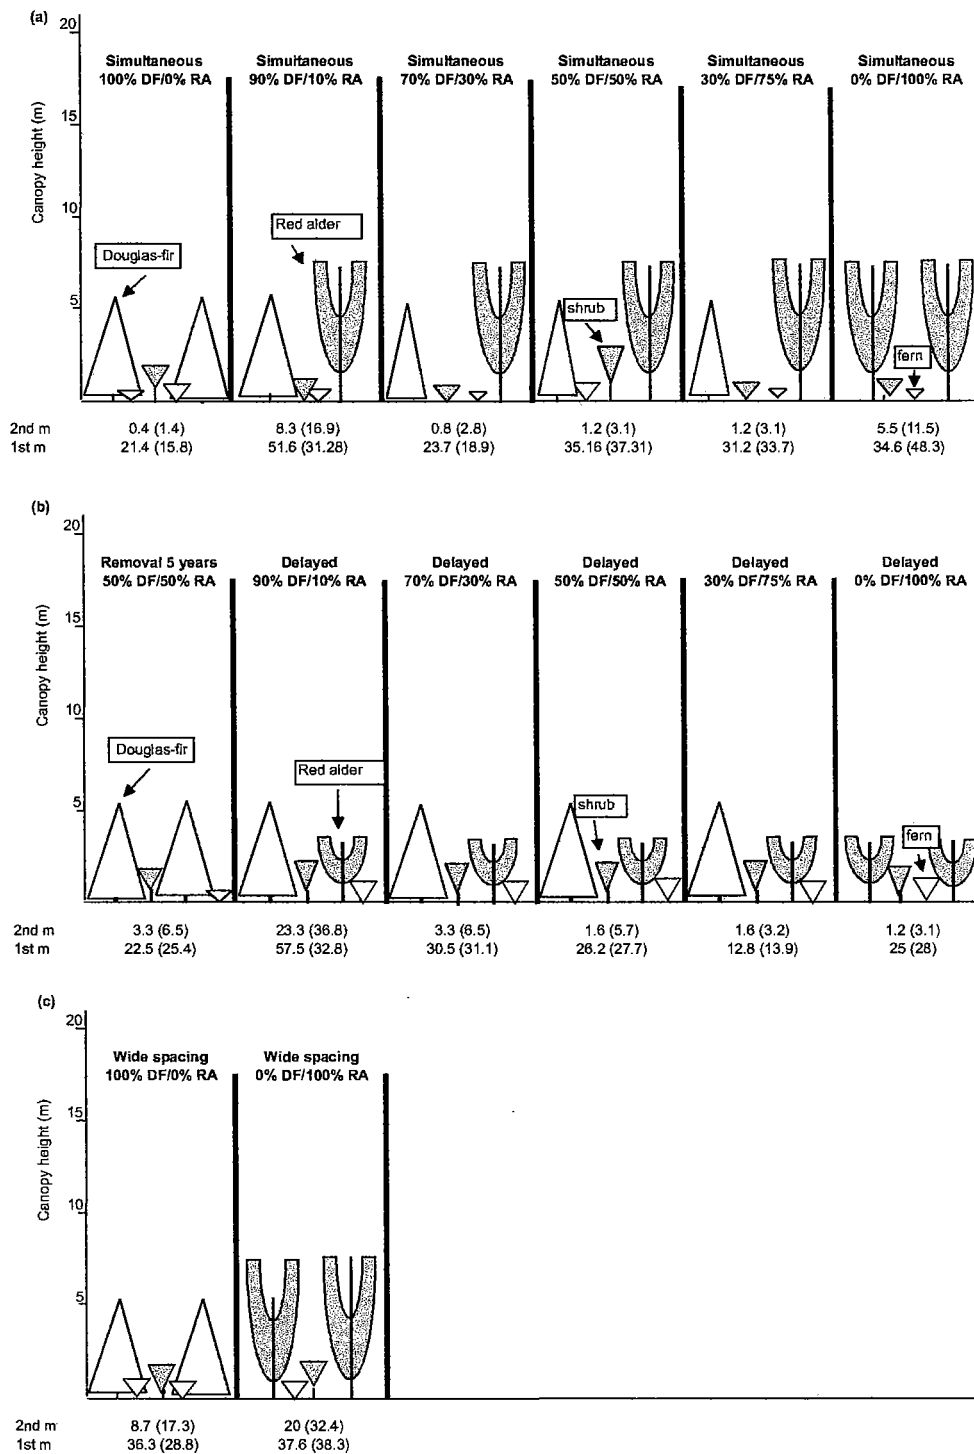 (a)
20
15
10
5
Canopy height (m)
Simultaneous Simultaneous Simultaneous Simultaneous Simultaneous Simultaneous
100% DF/0% RA 90% DF/10% RA 70% DF/30% RA 50% DF/50% RA 30% DF/75% RA 0% DF/100% RA
Red alder
Douglas-fir
shrub
fern
2nd m 0.4 (1.4) 8.3 (16.9) 0.8 (2.8) 1.2 (3.1) 1.2 (3.1) 5.5 (11.5)
1st m 21.4 (15.8) 51.6 (31.28) 23.7 (18.9) 35.16 (37.31) 31.2 (33.7) 34.6 (48.3)
(b)
20
15
10
5
Canopy height (m)
Removal 5 years Delayed Delayed Delayed Delayed Delayed
50% DF/50% RA 90% DF/10% RA 70% DF/30% RA 50% DF/50% RA 30% DF/75% RA 0% DF/100% RA
Douglas-fir
Red alder
shrub
fern
2nd m 3.3 (6.5) 23.3 (36.8) 3.3 (6.5) 1.6 (5.7) 1.6 (3.2) 1.2 (3.1)
1st m 22.5 (25.4) 57.5 (32.8) 30.5 (31.1) 26.2 (27.7) 12.8 (13.9) 25 (28)
(c)
20
15
10
5
Canopy height (m)
Wide spacing Wide spacing
100% DF/0% RA 0% DF/100% RA
2nd m 8.7 (17.3) 20 (32.4)
1st m 36.3 (28.8) 37.6 (38.3)